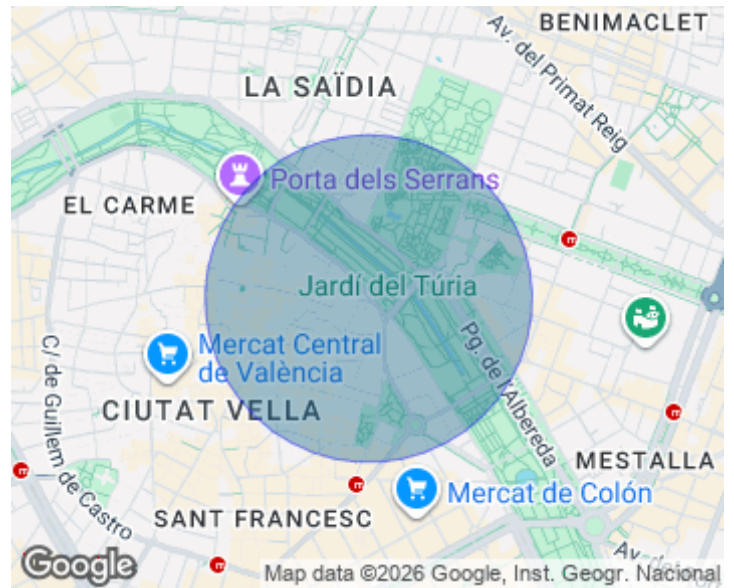 BENIMACLET
Av. del Primat Reig
LA SAÏDIA
Porta dels Serrans
EL CARME
Jardí del Túria
Mercat Central
de València
Pg. de l'Albereda
C/ de Guillem de Castro
CIUTAT VELLA
MESTALLA
Mercat de Colón
SANT FRANCESC
Google
Map data ©2026 Google, Inst. Geogr. Nacional